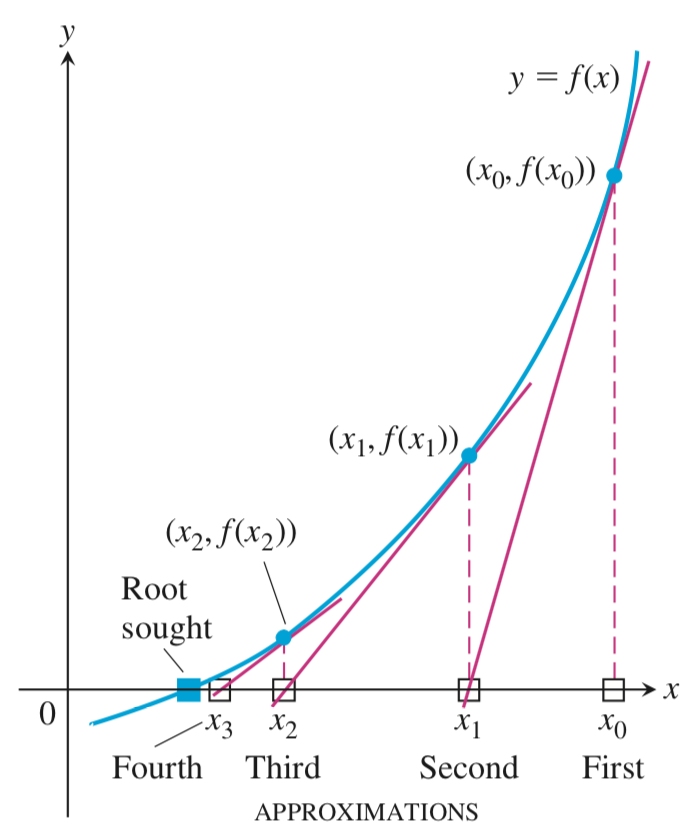 y
y = f(x)
(x₀, f(x₀))
(x₁, f(x₁))
(x₂, f(x₂))
Root
sought
0
x
x₃
x₂
x₁
x₀
Fourth
Third
Second
First
APPROXIMATIONS